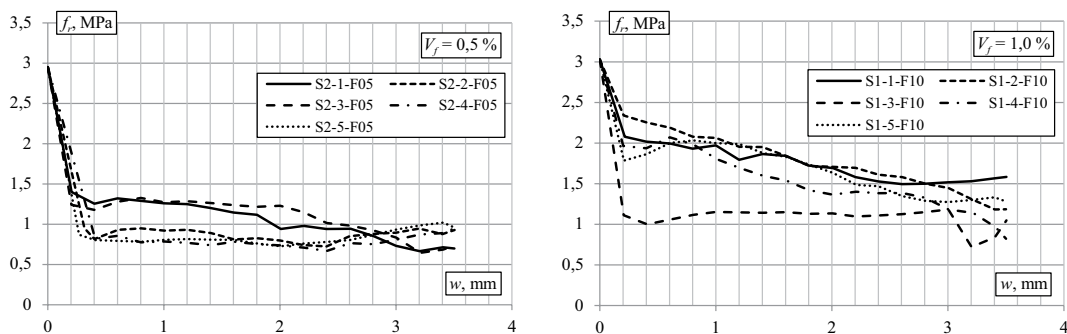 f_r, MPa
V_f = 0,5 %
S2-1-F05
S2-2-F05
S2-3-F05
S2-4-F05
S2-5-F05
3,5
3
2,5
2
1,5
1
0,5
0
w, mm
0
1
2
3
4
f_r, MPa
V_f = 1,0 %
S1-1-F10
S1-2-F10
S1-3-F10
S1-4-F10
S1-5-F10
3,5
3
2,5
2
1,5
1
0,5
0
w, mm
0
1
2
3
4